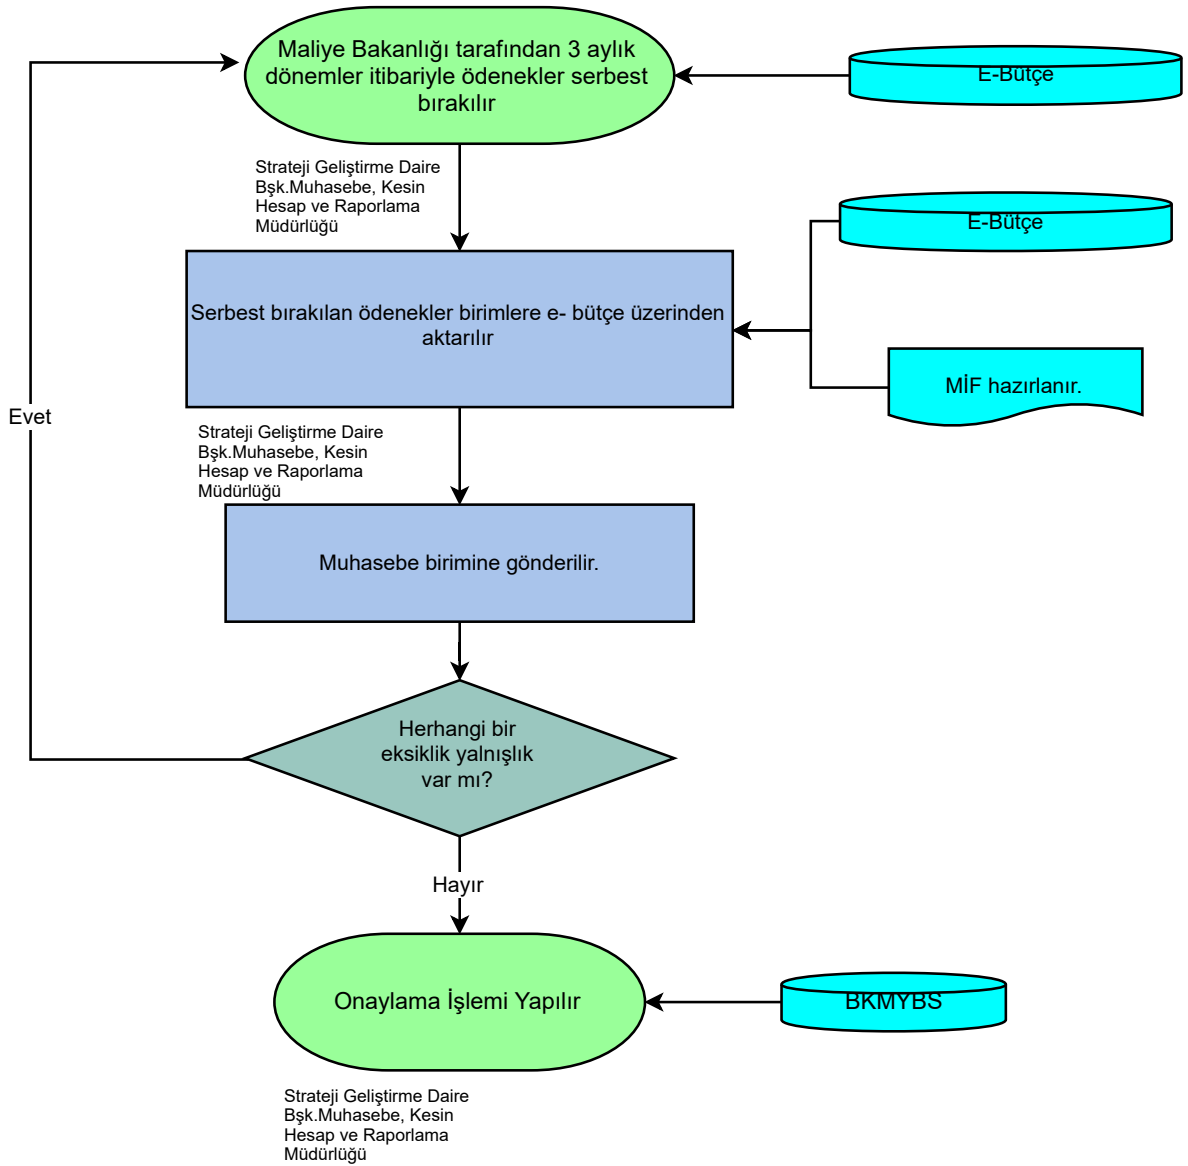 Maliye Bakanlığı tarafından 3 aylık
dönemler itibariyle ödenekler serbest
bırakılır
E-Bütçe
Strateji Geliştirme Daire
Bşk.Muhasebe, Kesin
Hesap ve Raporlama
Müdürlüğü
E-Bütçe
Serbest bırakılan ödenekler birimlere e- bütçe üzerinden
aktarılır
MİF hazırlanır.
Evet
Strateji Geliştirme Daire
Bşk.Muhasebe, Kesin
Hesap ve Raporlama
Müdürlüğü
Muhasebe birimine gönderilir.
Herhangi bir
eksiklik yalnışlık
var mı?
Hayır
Onaylama İşlemi Yapılır
BKMYBS
Strateji Geliştirme Daire
Bşk.Muhasebe, Kesin
Hesap ve Raporlama
Müdürlüğü